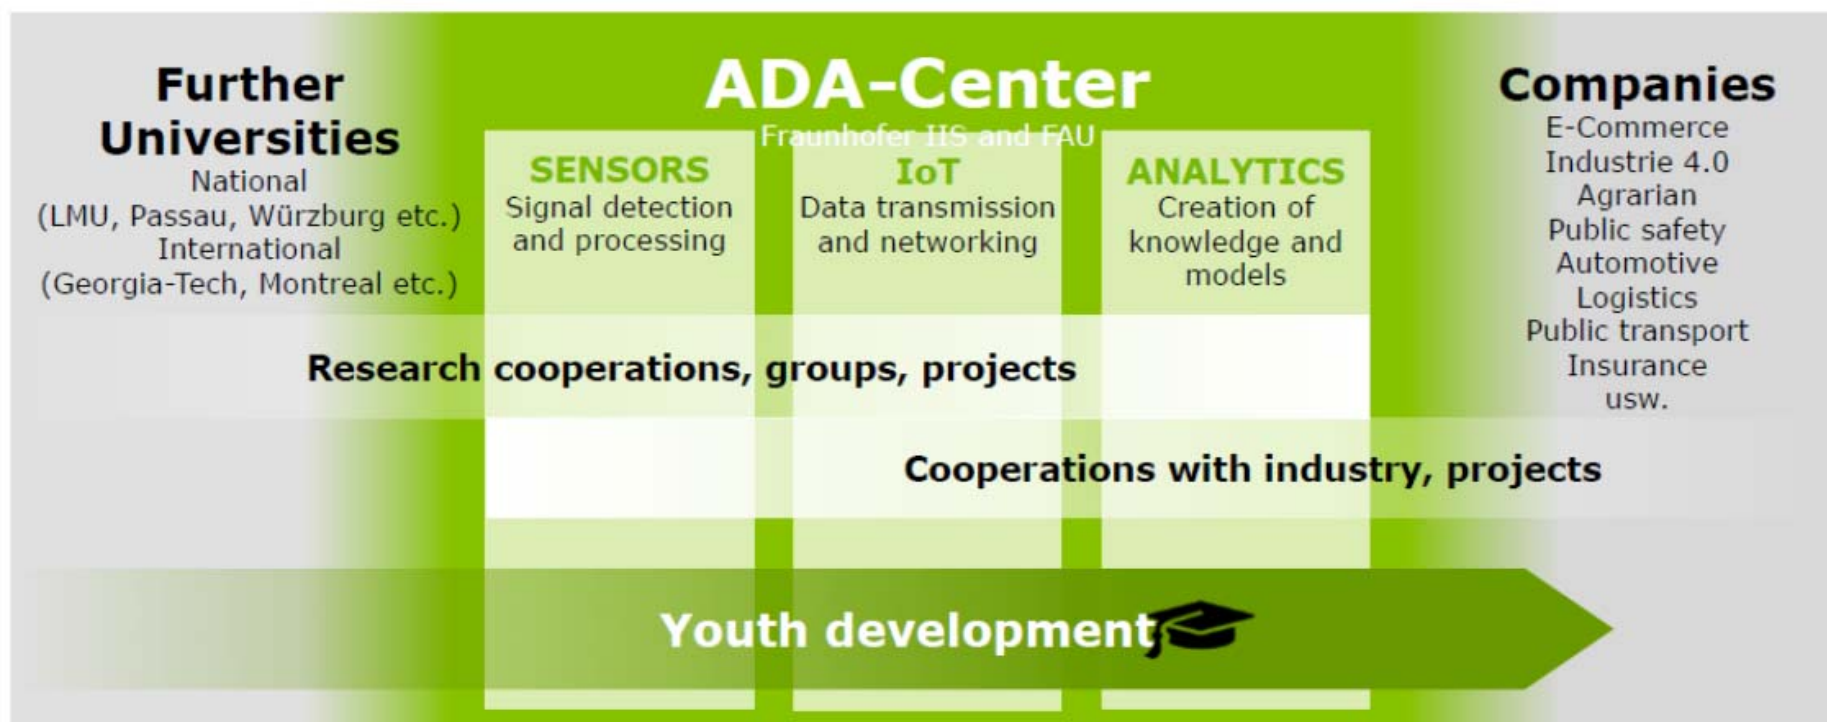 Further
Universities
National
(LMU, Passau, Würzburg etc.)
International
(Georgia-Tech, Montreal etc.)
ADA-Center
Fraunhofer IIS and FAU
SENSORS
Signal detection
and processing
IoT
Data transmission
and networking
ANALYTICS
Creation of
knowledge and
models
Companies
E-Commerce
Industrie 4.0
Agrarian
Public safety
Automotive
Logistics
Public transport
Insurance
usw.
Research cooperations, groups, projects
Cooperations with industry, projects
Youth development